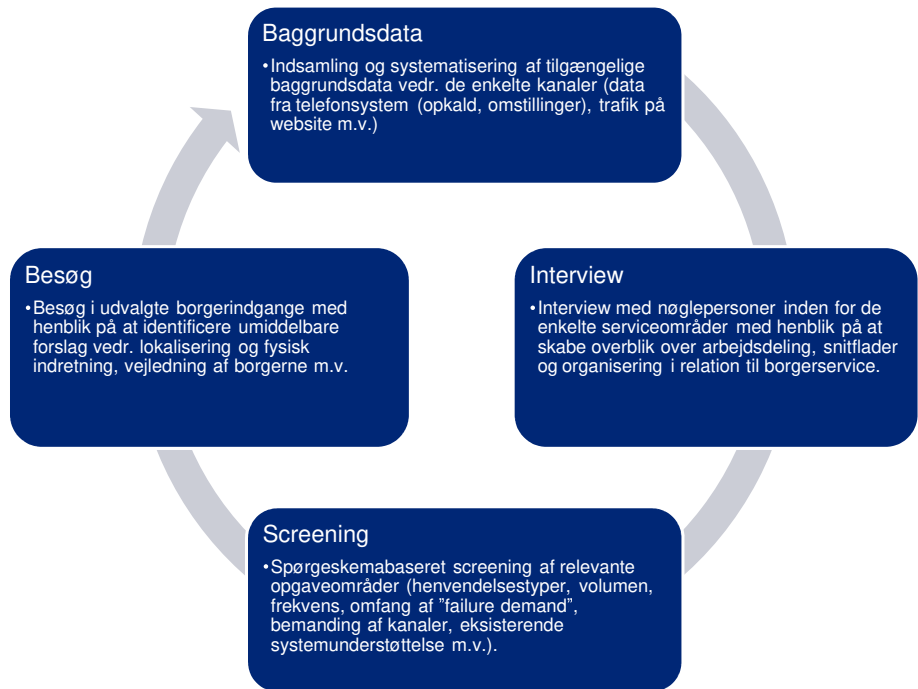 Baggrundsdata
•Indsamling og systematisering af tilgængelige
baggrundsdata vedr. de enkelte kanaler (data
fra telefonsystem (opkald, omstillinger), trafik på
website m.v.)
Interview
•Interview med nøglepersoner inden for de
enkelte serviceområder med henblik på at
skabe overblik over arbejdsdeling, snitflader
og organisering i relation til borgerservice.
Screening
•Spørgeskemabaseret screening af relevante
opgaveområder (henvendelsestyper, volumen,
frekvens, omfang af ”failure demand”,
bemanding af kanaler, eksisterende
systemunderstøttelse m.v.).
Besøg
•Besøg i udvalgte borgerindgange med
henblik på at identificere umiddelbare
forslag vedr. lokalisering og fysisk
indretning, vejledning af borgerne m.v.